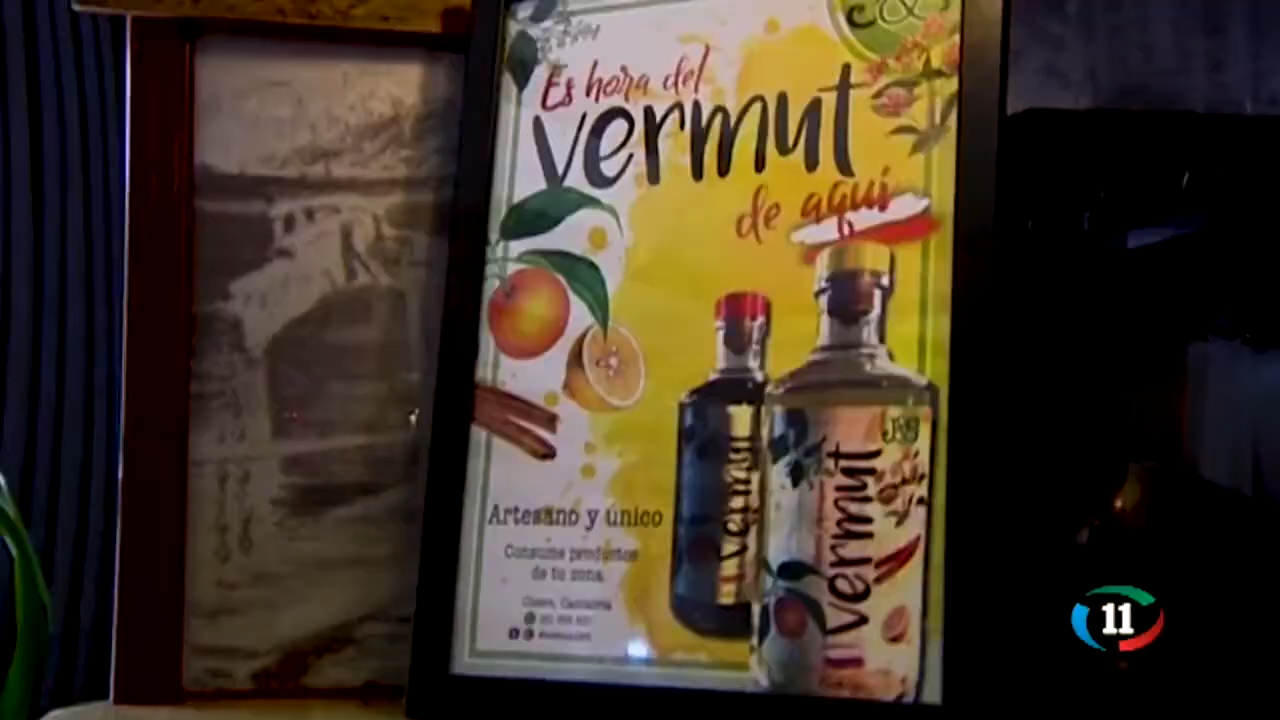 Es hora del
vermut
de aquí
Artesano y único
Consume productos
de tu zona.
vermut
vermut
J&
11